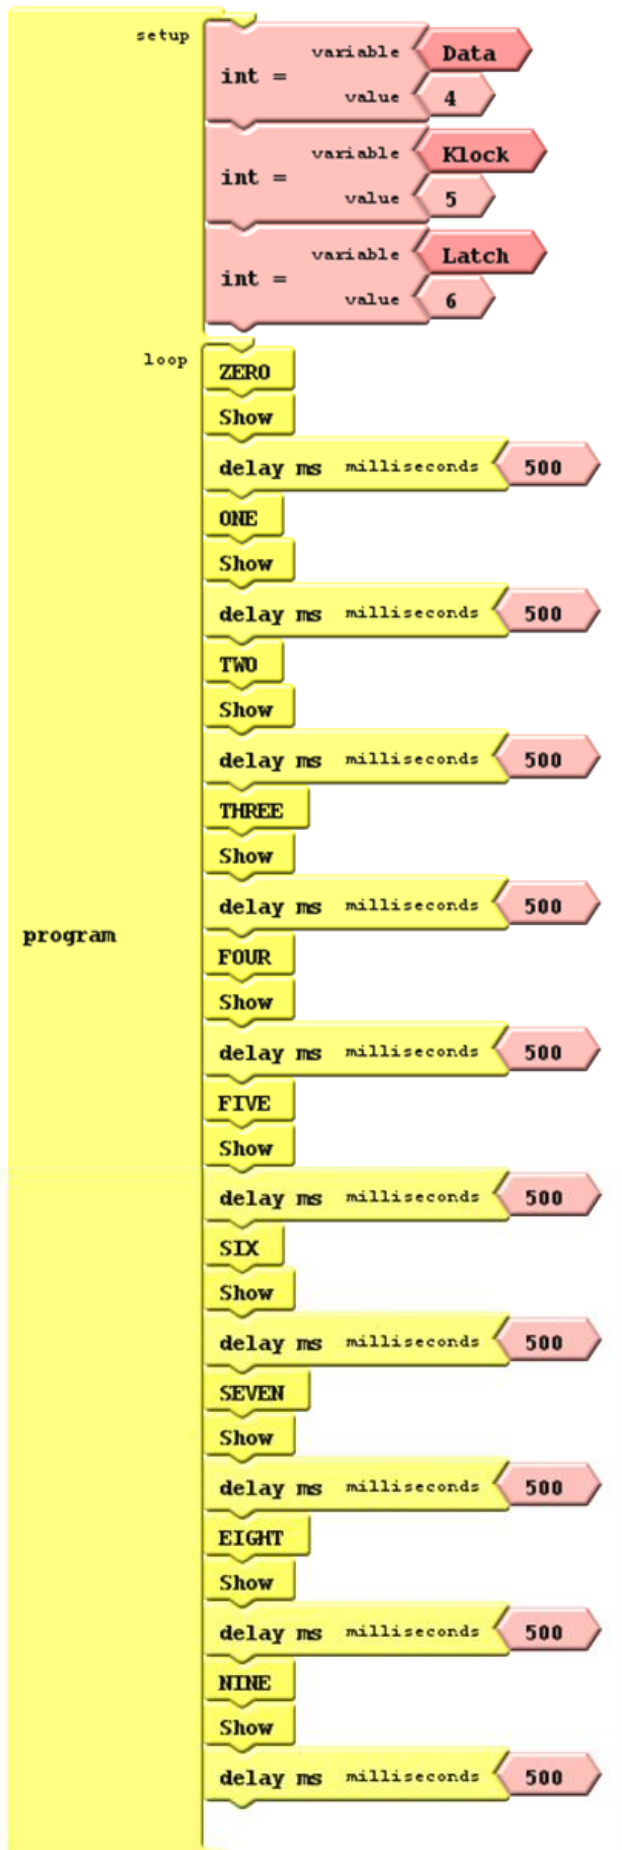 setup
int =
variable Data
value 4
int =
variable Klock
value 5
int =
variable Latch
value 6
loop
ZERO
Show
delay ms milliseconds 500
ONE
Show
delay ms milliseconds 500
TWO
Show
delay ms milliseconds 500
THREE
Show
delay ms milliseconds 500
program
FOUR
Show
delay ms milliseconds 500
FIVE
Show
delay ms milliseconds 500
SIX
Show
delay ms milliseconds 500
SEVEN
Show
delay ms milliseconds 500
EIGHT
Show
delay ms milliseconds 500
NINE
Show
delay ms milliseconds 500